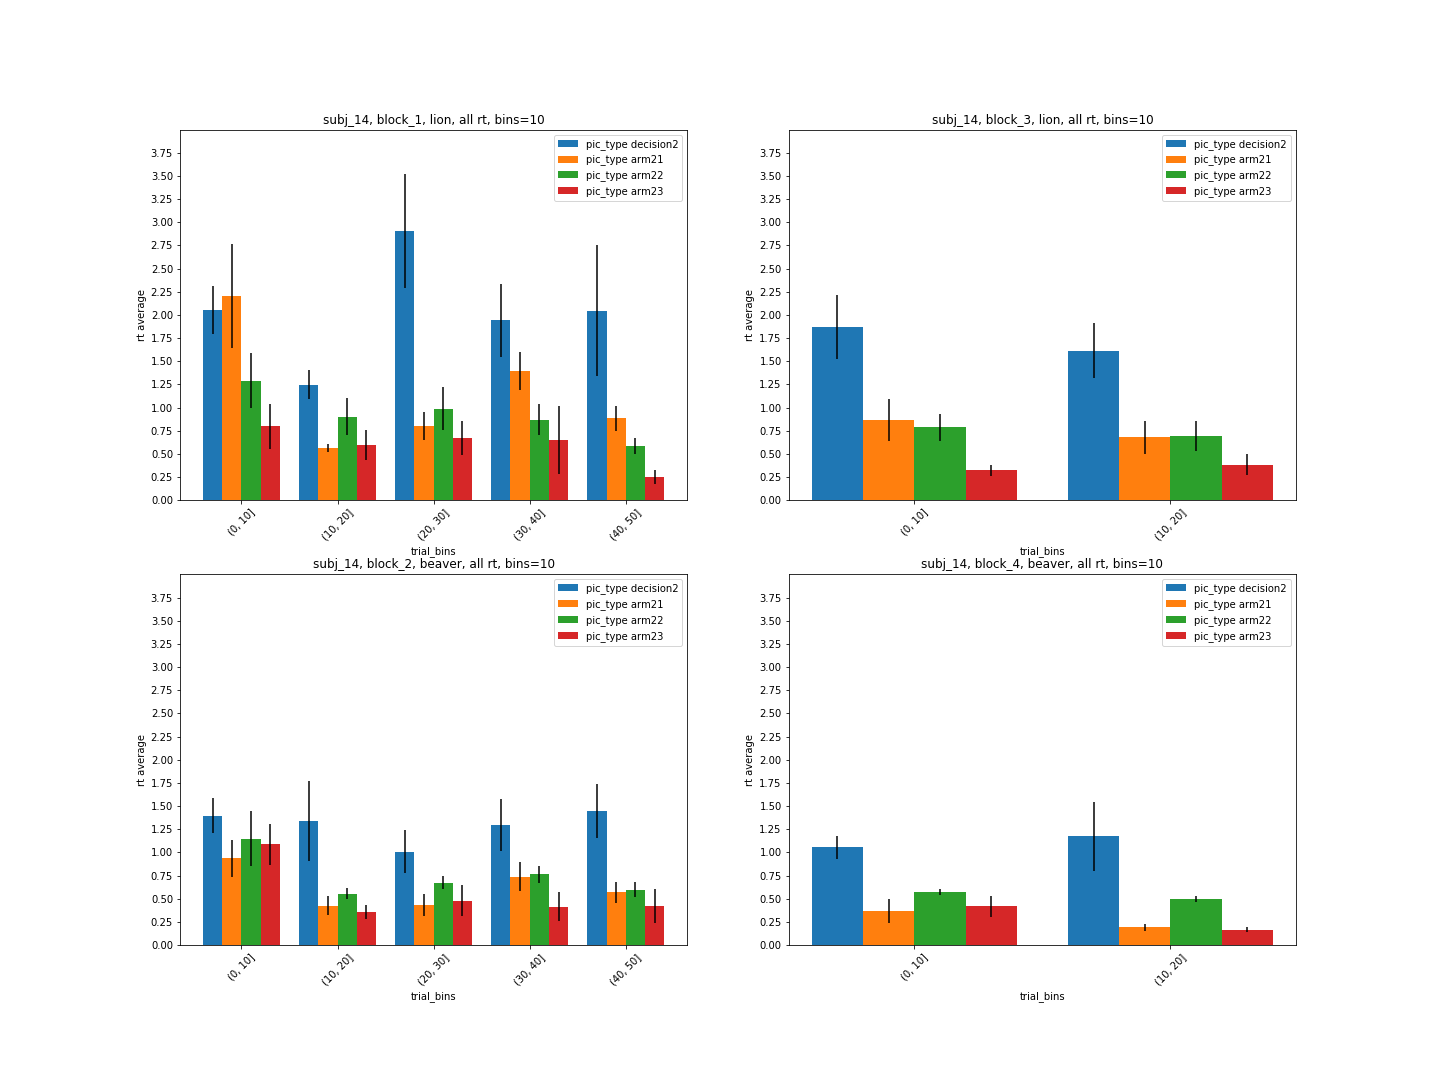 subj_14, block_1, lion, all rt, bins=10
pic_type decision2
pic_type arm21
pic_type arm22
pic_type arm23
3.75
3.50
3.25
3.00
2.75
2.50
2.25
2.00
1.75
1.50
1.25
1.00
0.75
0.50
0.25
0.00
rt average
(0, 10]
(10, 20]
(20, 30]
(30, 40]
(40, 50]
trial_bins
subj_14, block_3, lion, all rt, bins=10
pic_type decision2
pic_type arm21
pic_type arm22
pic_type arm23
3.75
3.50
3.25
3.00
2.75
2.50
2.25
2.00
1.75
1.50
1.25
1.00
0.75
0.50
0.25
0.00
rt average
(0, 10]
(10, 20]
trial_bins
subj_14, block_2, beaver, all rt, bins=10
pic_type decision2
pic_type arm21
pic_type arm22
pic_type arm23
3.75
3.50
3.25
3.00
2.75
2.50
2.25
2.00
1.75
1.50
1.25
1.00
0.75
0.50
0.25
0.00
rt average
(0, 10]
(10, 20]
(20, 30]
(30, 40]
(40, 50]
trial_bins
subj_14, block_4, beaver, all rt, bins=10
pic_type decision2
pic_type arm21
pic_type arm22
pic_type arm23
3.75
3.50
3.25
3.00
2.75
2.50
2.25
2.00
1.75
1.50
1.25
1.00
0.75
0.50
0.25
0.00
rt average
(0, 10]
(10, 20]
trial_bins